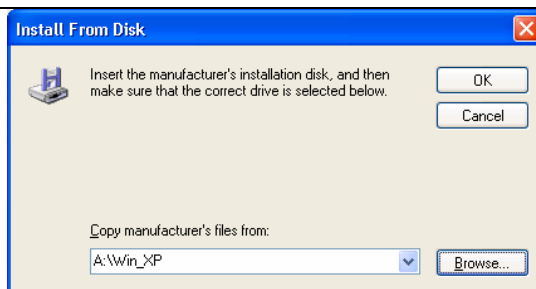 Install From Disk
Insert the manufacturer's installation disk, and then
make sure that the correct drive is selected below.
OK
Cancel
Copy manufacturer's files from:
A:\Win_XP
Browse...